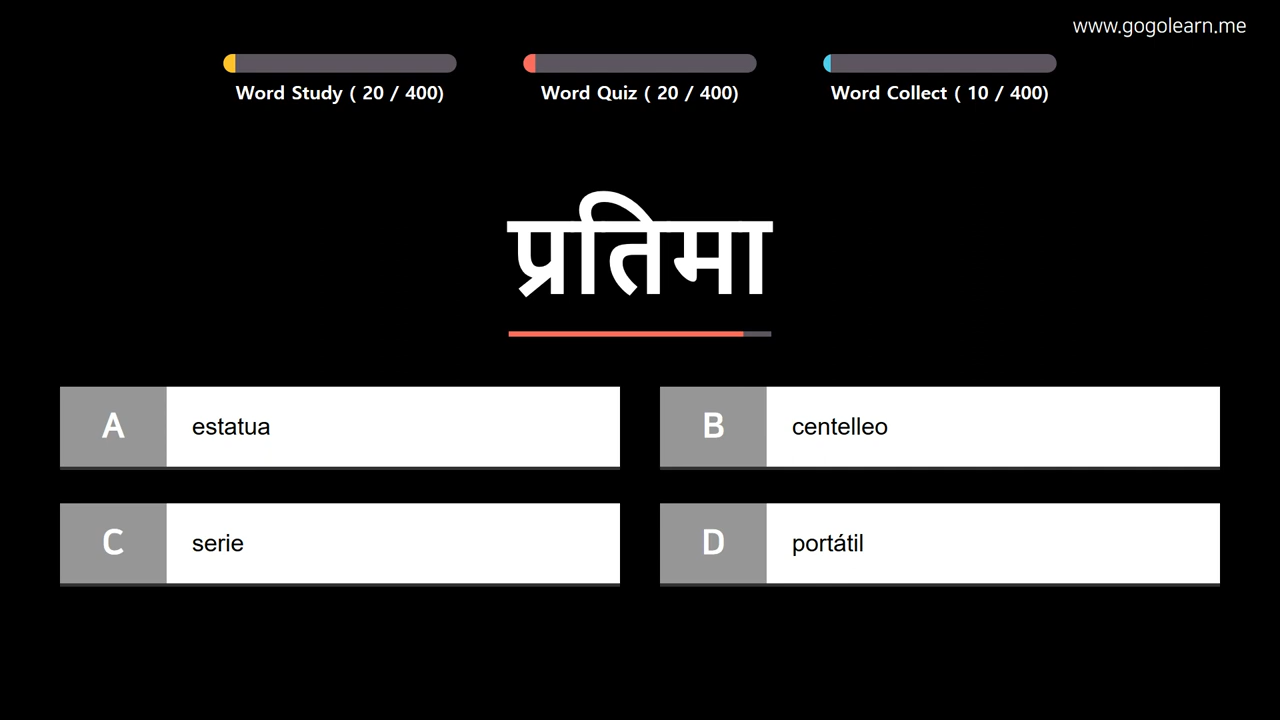 www.gogolearn.me
Word Study ( 20 / 400)
Word Quiz ( 20 / 400)
Word Collect ( 10 / 400)
प्रतिमा
A estatua
B centelleo
C serie
D portátil